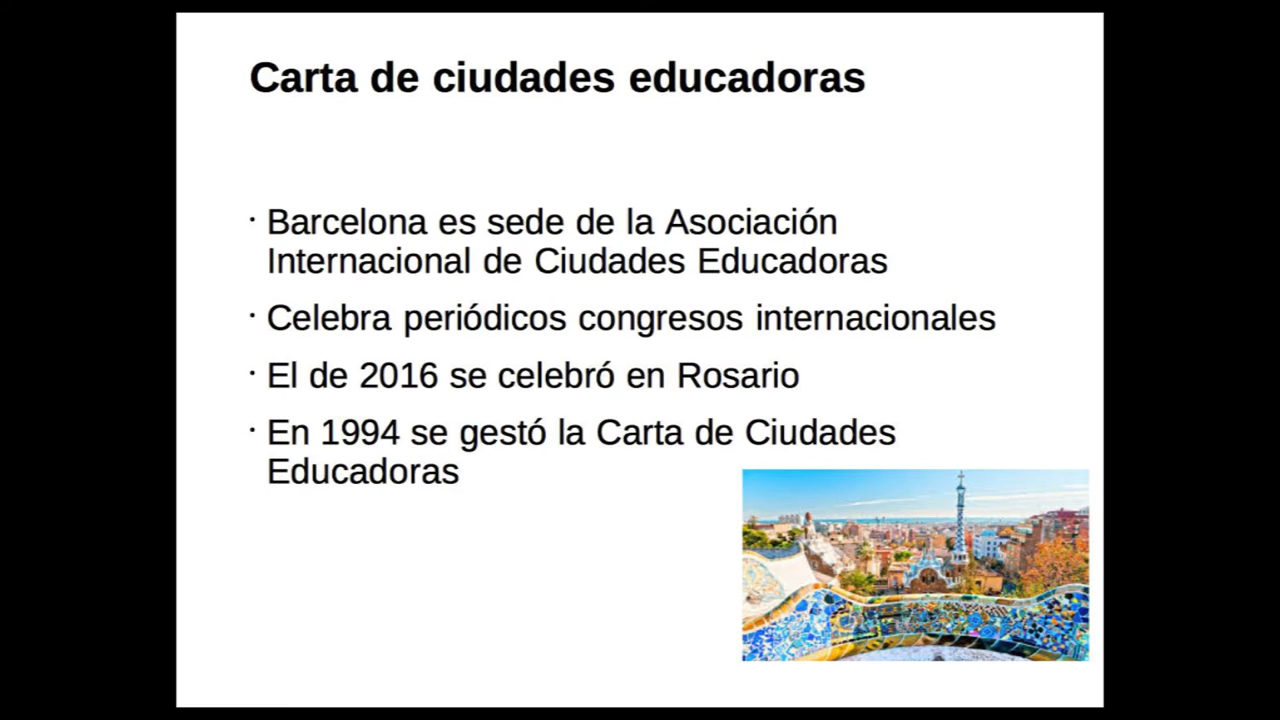 Carta de ciudades educadoras
· Barcelona es sede de la Asociación
Internacional de Ciudades Educadoras
· Celebra periódicos congresos internacionales
· El de 2016 se celebró en Rosario
· En 1994 se gestó la Carta de Ciudades
Educadoras